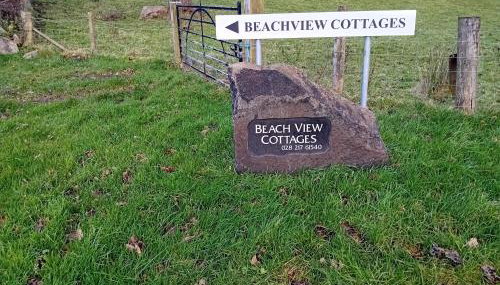 BEACHVIEW COTTAGES
BEACH VIEW
COTTAGES
028 217 61540